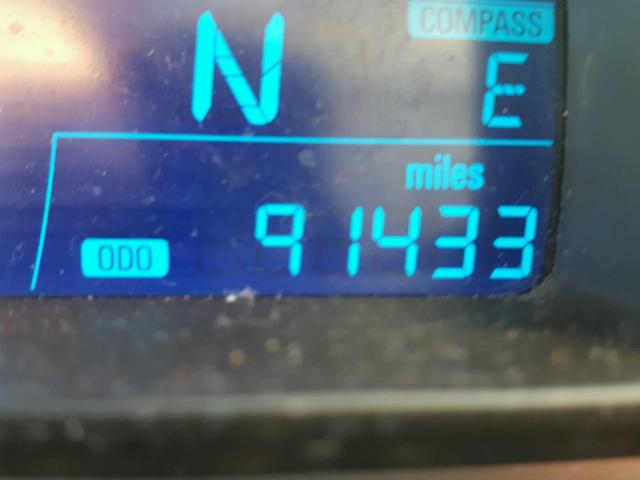 COMPASS
N E
miles
ODO 91433